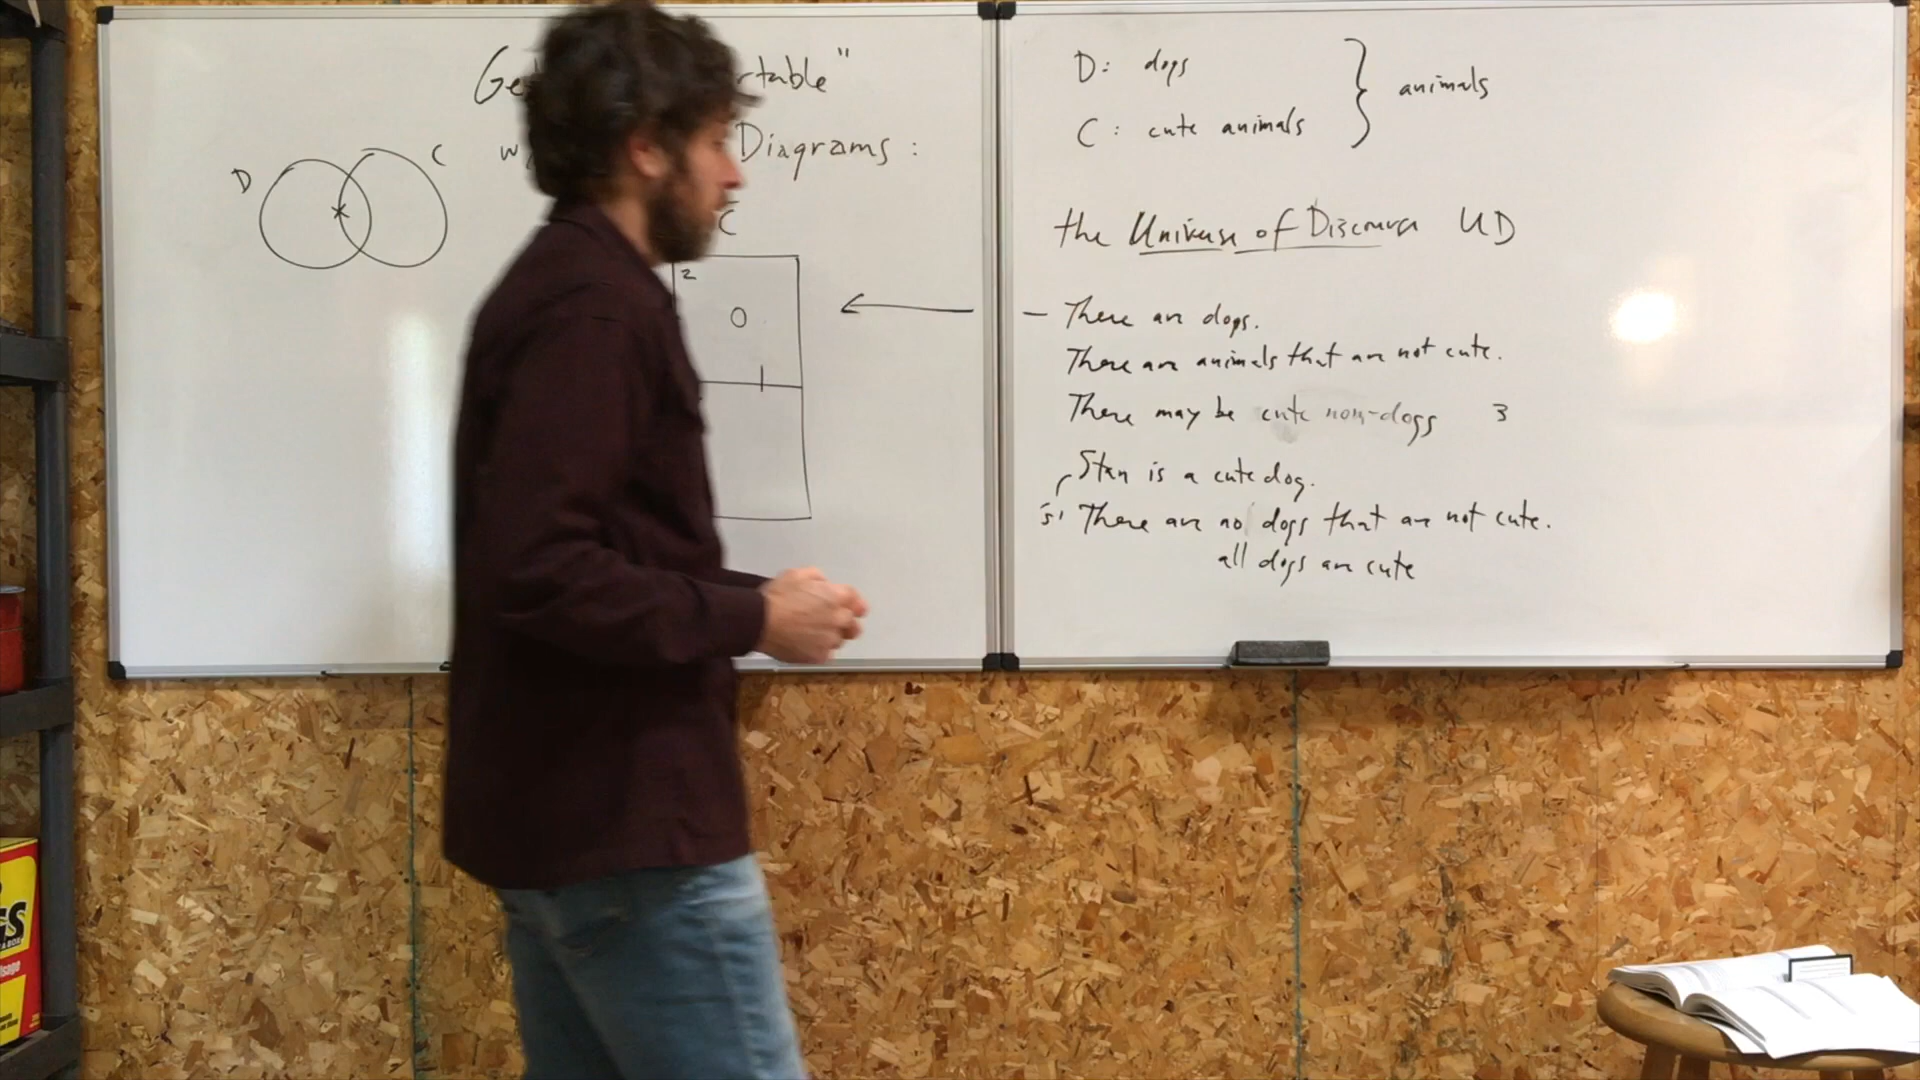 Ge rtable"
w Diagrams :
D C
C
2
0
D: dogs
C: cute animals
animals
the Universe of Discourse UD
— There are dogs.
There are animals that are not cute.
There may be cute non-dogs 3
Stan is a cute dog.
's' There are no dogs that are not cute.
all dogs are cute
GS